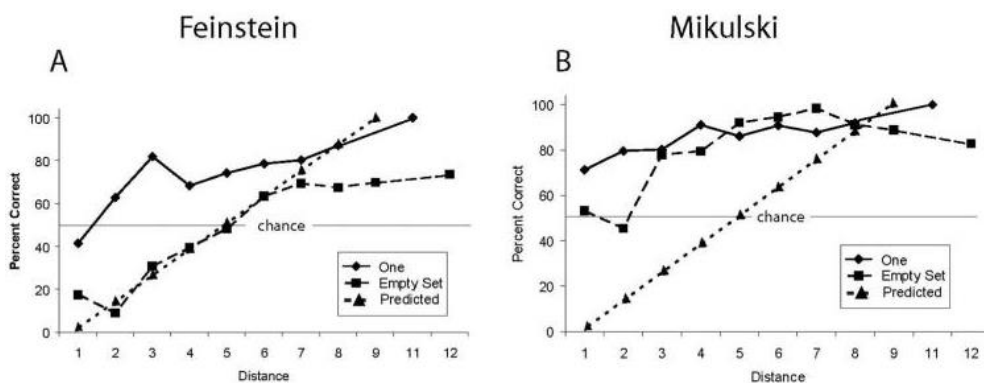 Feinstein
A
Percent Correct
100
80
60
40
20
0
chance
One
Empty Set
Predicted
1 2 3 4 5 6 7 8 9 11 12
Distance
Mikulski
B
Percent Correct
100
80
60
40
20
0
chance
One
Empty Set
Predicted
1 2 3 4 5 6 7 8 9 11 12
Distance